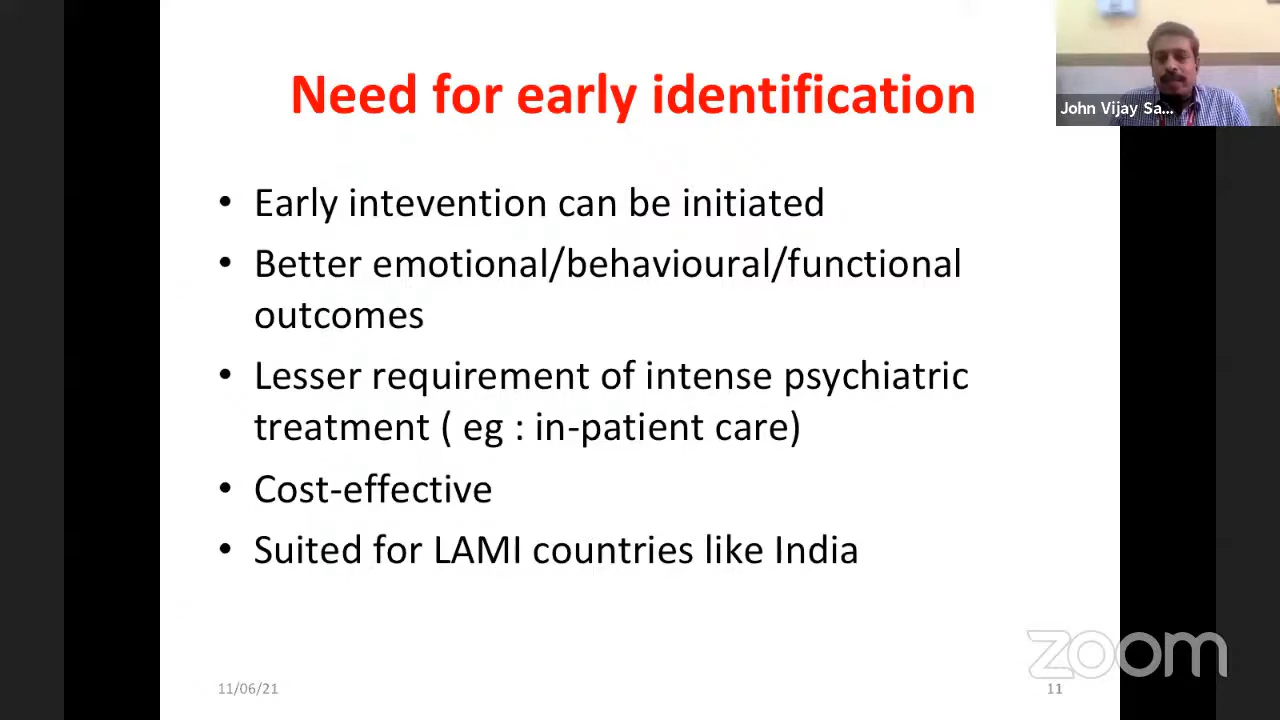 Need for early identification
John Vijay Sa...
• Early intevention can be initiated
• Better emotional/behavioural/functional
outcomes
• Lesser requirement of intense psychiatric
treatment ( eg : in-patient care)
• Cost-effective
• Suited for LAMI countries like India
zoom
11/06/21
11